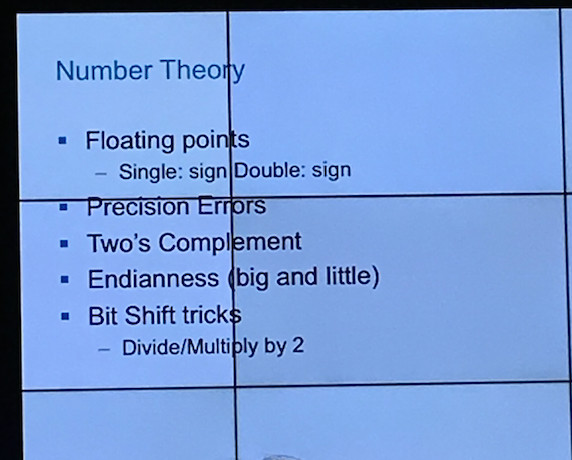 Number Theory
▪ Floating points
– Single: sign Double: sign
▪ Precision Errors
▪ Two's Complement
▪ Endianness (big and little)
▪ Bit Shift tricks
– Divide/Multiply by 2